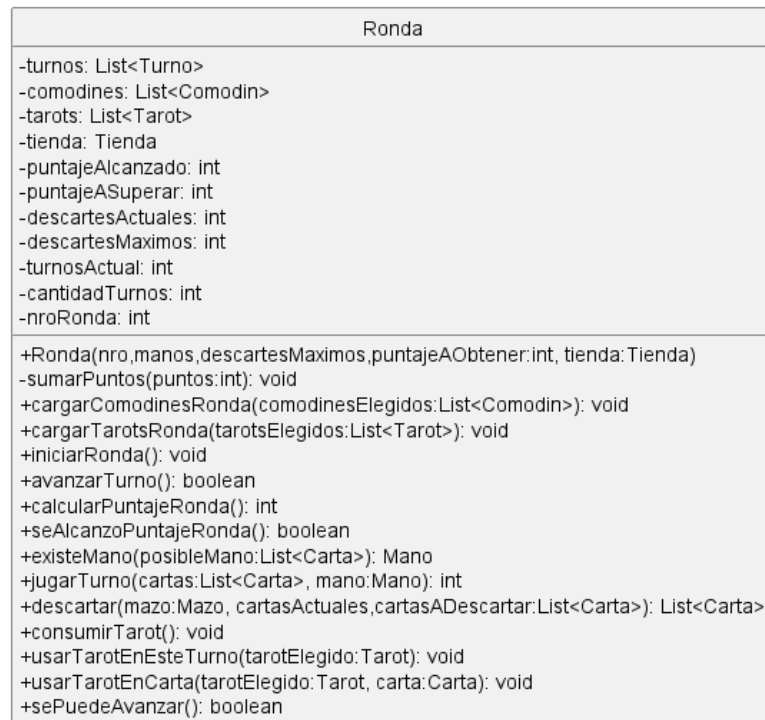 Ronda
-turnos: List<Turno>
-comodines: List<Comodin>
-tarots: List<Tarot>
-tienda: Tienda
-puntajeAlcanzado: int
-puntajeASuperar: int
-descartesActuales: int
-descartesMaximos: int
-turnosActual: int
-cantidadTurnos: int
-nroRonda: int
+Ronda(nro,manos,descartesMaximos,puntajeAObtener:int, tienda:Tienda)
-sumarPuntos(puntos:int): void
+cargarComodinesRonda(comodinesElegidos:List<Comodin>): void
+cargarTarotsRonda(tarotsElegidos:List<Tarot>): void
+iniciarRonda(): void
+avanzarTurno(): boolean
+calcularPuntajeRonda(): int
+seAlcanzoPuntajeRonda(): boolean
+existeMano(posibleMano:List<Carta>): Mano
+jugarTurno(cartas:List<Carta>, mano:Mano): int
+descartar(mazo:Mazo, cartasActuales,cartasADescartar:List<Carta>): List<Carta>
+consumirTarot(): void
+usarTarotEnEsteTurno(tarotElegido:Tarot): void
+usarTarotEnCarta(tarotElegido:Tarot, carta:Carta): void
+sePuedeAvanzar(): boolean